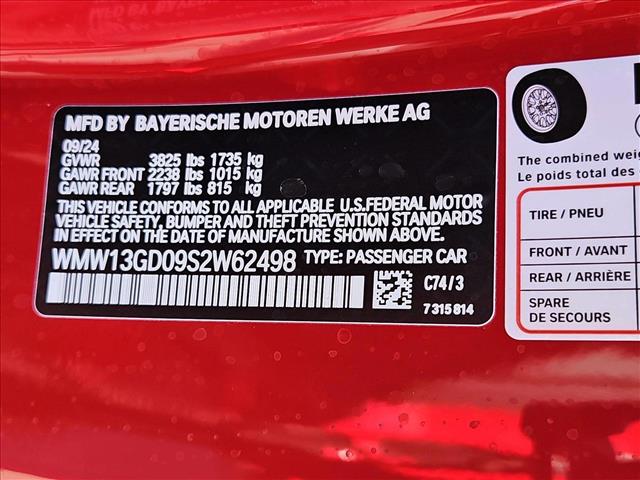 MFD BY BAYERISCHE MOTOREN WERKE AG
09/24
GVWR 3825 lbs 1735 kg
GAWR FRONT 2238 lbs 1015 kg
GAWR REAR 1797 lbs 815 kg
THIS VEHICLE CONFORMS TO ALL APPLICABLE U.S.FEDERAL MOTOR
VEHICLE SAFETY, BUMPER AND THEFT PREVENTION STANDARDS
IN EFFECT ON THE DATE OF MANUFACTURE SHOWN ABOVE.
WMW13GD09S2W62498 TYPE: PASSENGER CAR
C74/3
7315814
The combined
Le poids total des
TIRE / PNEU
FRONT / AVANT
REAR / ARRIÈRE
SPARE
DE SECOURS